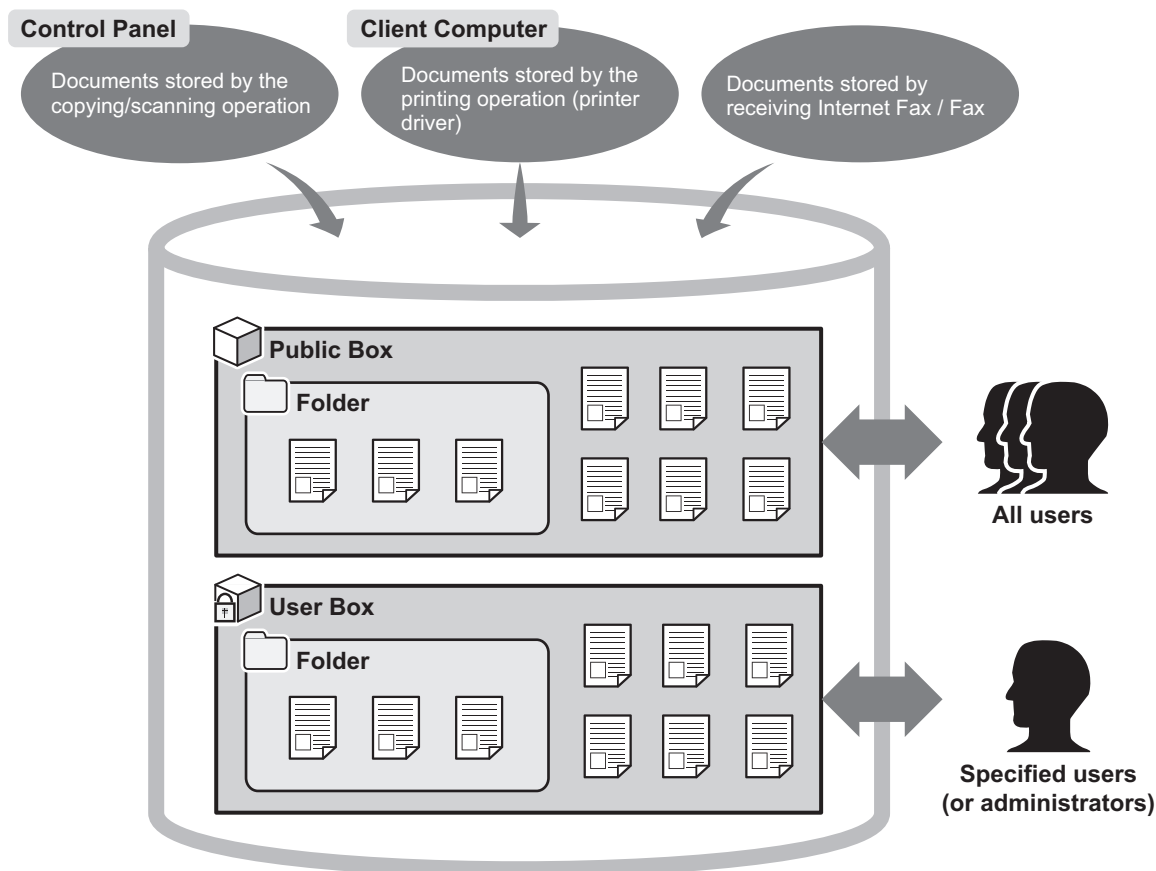 Control Panel
Documents stored by the
copying/scanning operation
Client Computer
Documents stored by the
printing operation (printer
driver)
Documents stored by
receiving Internet Fax / Fax
Public Box
Folder
All users
User Box
Folder
Specified users
(or administrators)